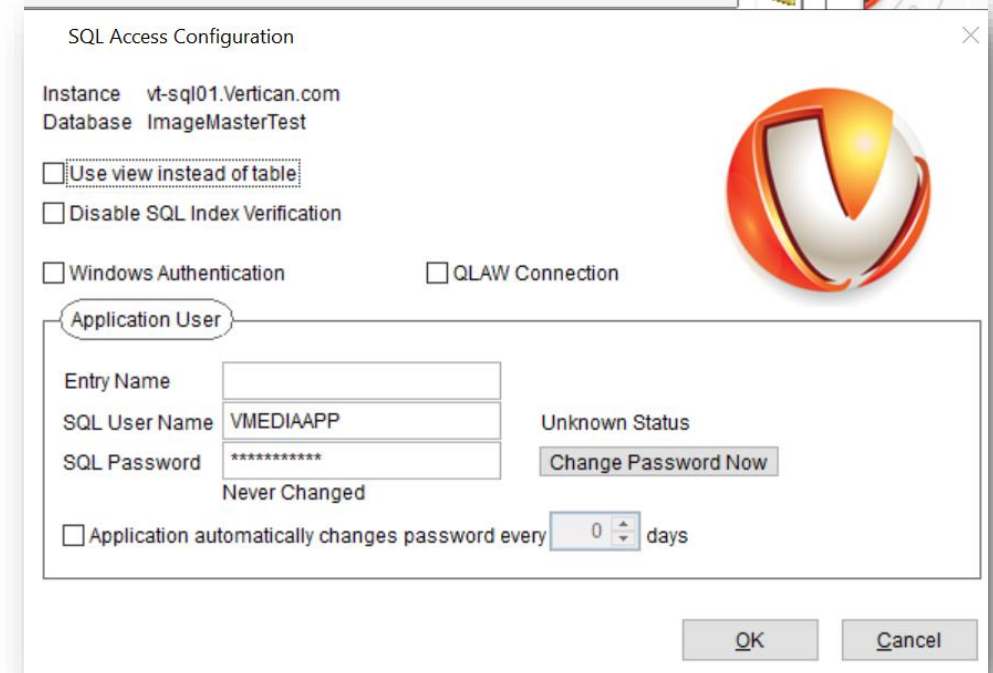 SQL Access Configuration
Instance vt-sql01.Vertican.com
Database ImageMasterTest
Use view instead of table
Disable SQL Index Verification
Windows Authentication QLAW Connection
Application User
Entry Name
SQL User Name VMEDIAAPP Unknown Status
SQL Password *********** Change Password Now
Never Changed
Application automatically changes password every 0 days
OK Cancel